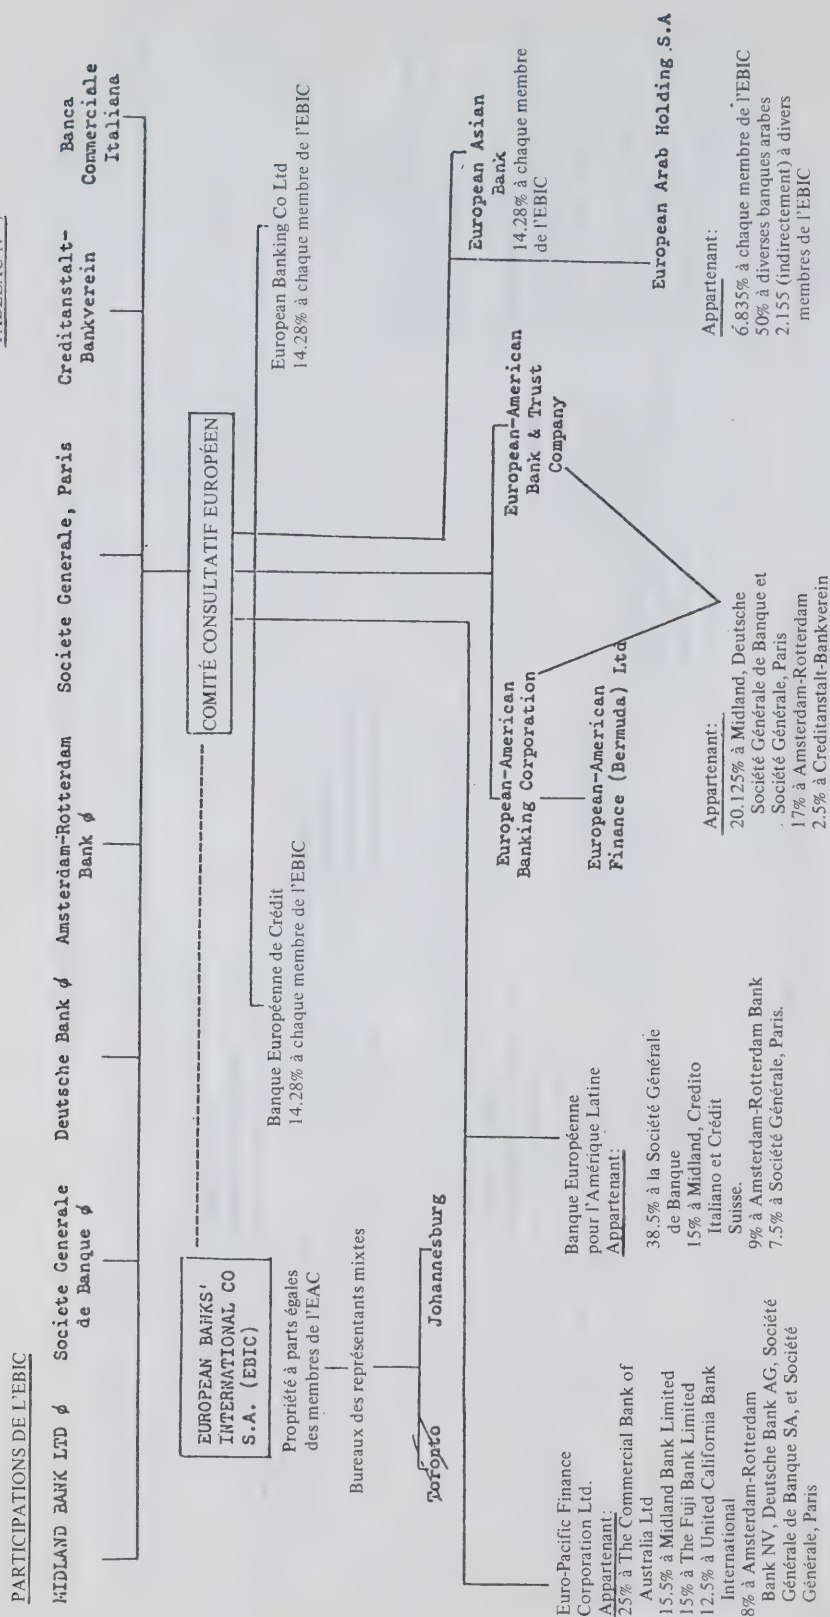 PARTICIPATIONS DE L'EBIC
MIDLAND BANK LTD ∅
Societe Generale
de Banque ∅
Deutsche Bank ∅
Amsterdam-Rotterdam
Bank ∅
Societe Generale, Paris
Creditanstalt-
Bankverein
Banca
Commerciale
Italiana
EUROPEAN BANKS'
INTERNATIONAL CO
S.A. (EBIC)
COMITÉ CONSULTATIF EUROPÉEN
Propriété à parts égales
des membres de l'EAC
Bureaux des représentants mixtes
Toronto
Johannesburg
Banque Européenne de Crédit
14.28% à chaque membre de l'EBIC
European Banking Co Ltd
14.28% à chaque membre de l'EBIC
Euro-Pacific Finance
Corporation Ltd.
Appartenant:
25% à The Commercial Bank of
Australia Ltd
15.5% à Midland Bank Limited
15% à The Fuji Bank Limited
12.5% à United California Bank
International
8% à Amsterdam-Rotterdam
Bank NV, Deutsche Bank AG, Société
Générale de Banque SA, et Société
Générale, Paris
Banque Européenne
pour l'Amérique Latine
Appartenant:
38.5% à la Société Générale
de Banque
15% à Midland, Credito
Italiano et Crédit
Suisse.
9% à Amsterdam-Rotterdam Bank
7.5% à Société Générale, Paris.
European-American
Banking Corporation
European-American
Finance (Bermuda) Ltd
European-American
Bank & Trust
Company
Appartenant:
20.125% à Midland, Deutsche
Société Générale de Banque et
Société Générale, Paris
17% à Amsterdam-Rotterdam
2.5% à Creditanstalt-Bankverein
European Asian
Bank
14.28% à chaque membre
de l'EBIC
European Arab Holding S.A
Appartenant:
6.835% à chaque membre de l'EBIC
50% à diverses banques arabes
2.155 (indirectement) à divers
membres de l'EBIC